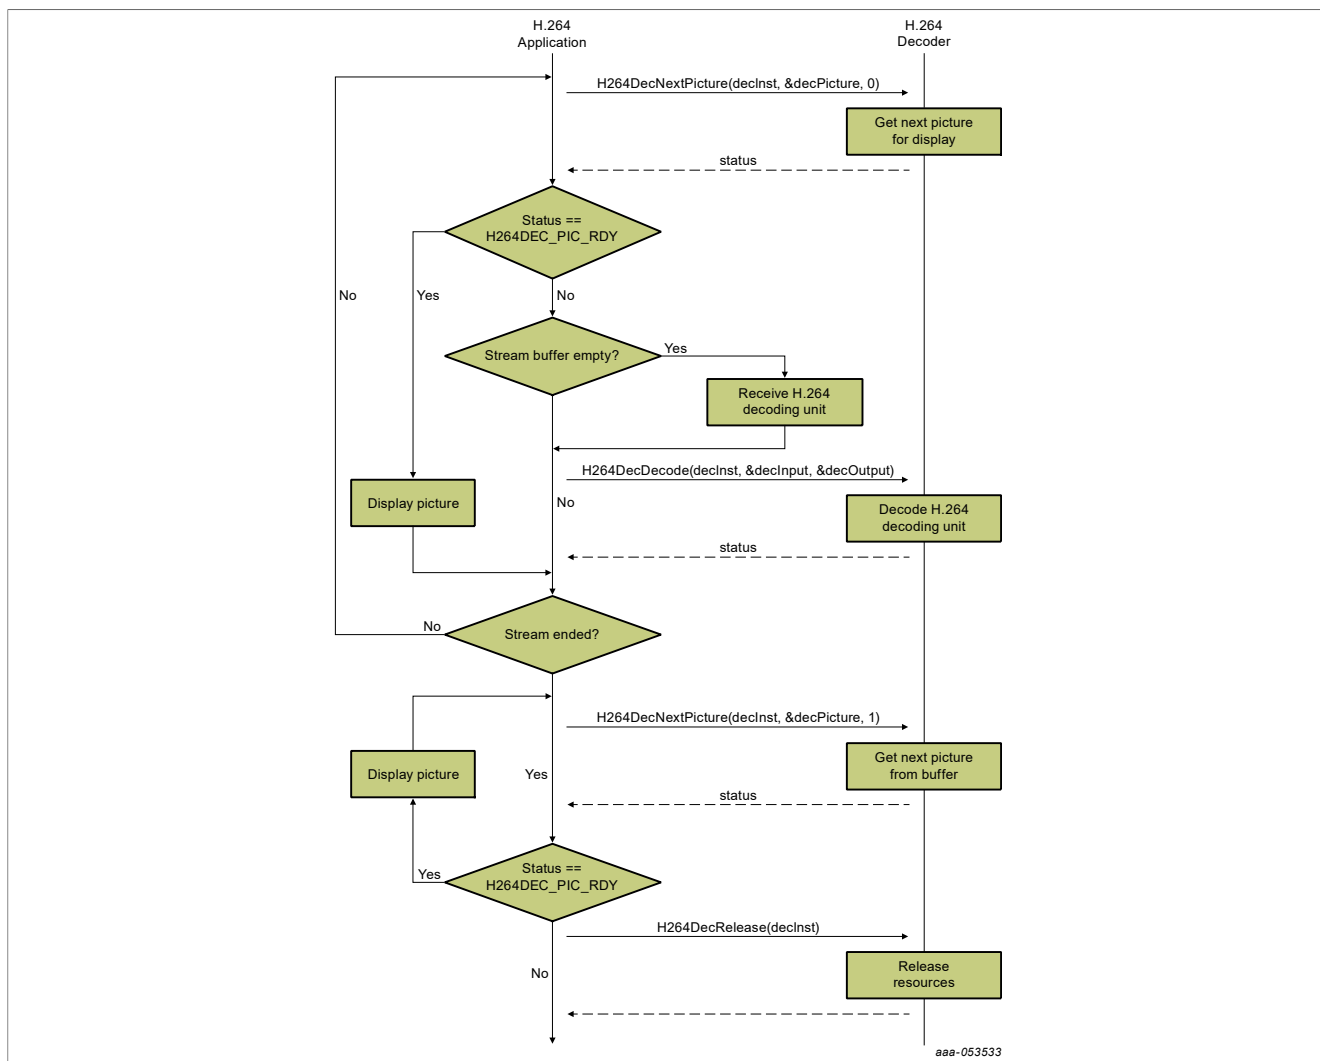 H.264
Application
H.264
Decoder
H264DecNextPicture(decInst, &decPicture, 0)
Get next picture
for display
status
Status ==
H264DEC_PIC_RDY
No
Yes
No
Stream buffer empty?
Yes
Receive H.264
decoding unit
H264DecDecode(decInst, &decInput, &decOutput)
Display picture
No
Decode H.264
decoding unit
status
No
Stream ended?
H264DecNextPicture(decInst, &decPicture, 1)
Display picture
Yes
Get next picture
from buffer
status
Yes
Status ==
H264DEC_PIC_RDY
H264DecRelease(decInst)
No
Release
resources
aaa-053533